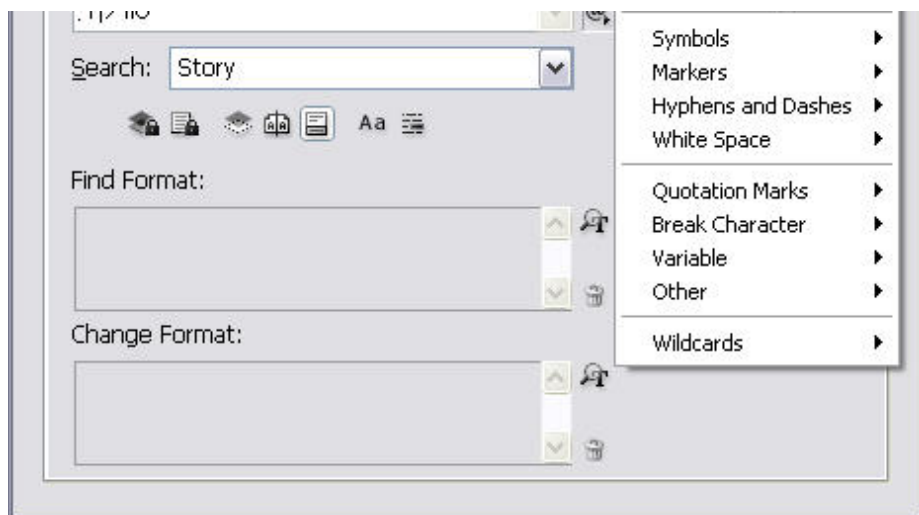 Search: Story
Aa
Find Format:
Change Format:
Symbols
Markers
Hyphens and Dashes
White Space
Quotation Marks
Break Character
Variable
Other
Wildcards